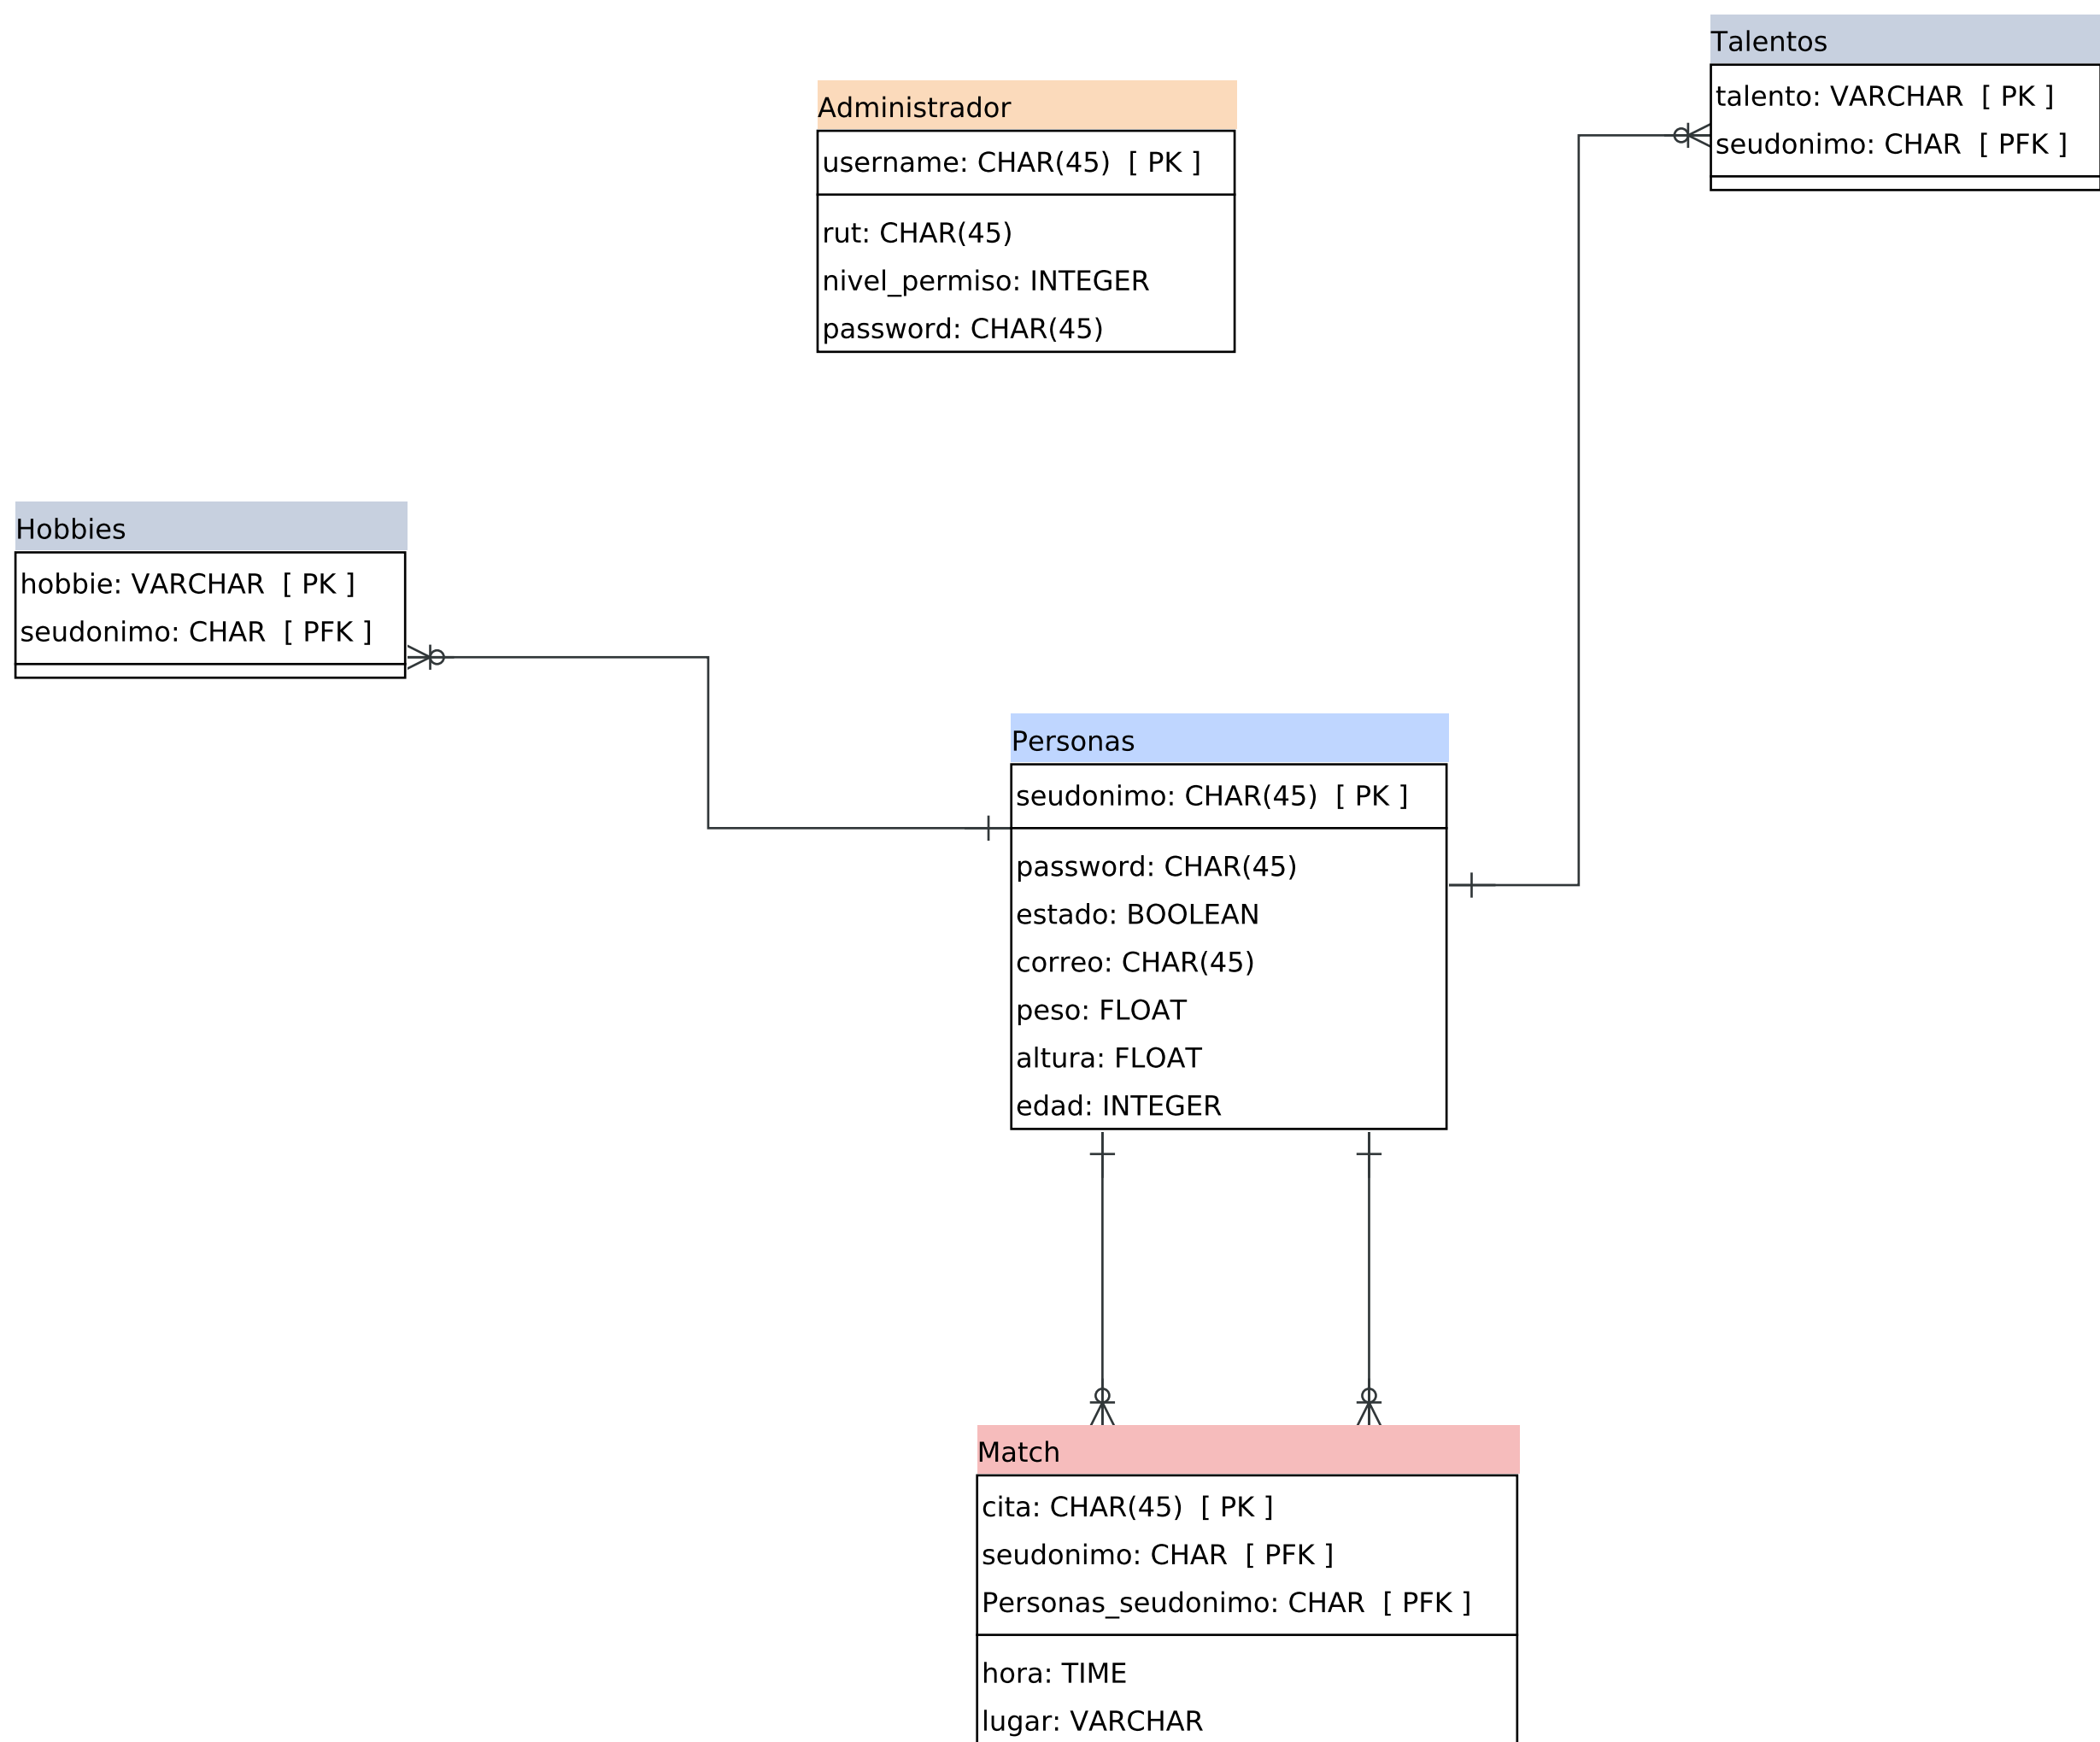 Talentos
talento: VARCHAR  [ PK ]
seudonimo: CHAR  [ PFK ]
Administrador
username: CHAR(45)  [ PK ]
rut: CHAR(45)
nivel_permiso: INTEGER
password: CHAR(45)
Hobbies
hobbie: VARCHAR  [ PK ]
seudonimo: CHAR  [ PFK ]
Personas
seudonimo: CHAR(45)  [ PK ]
password: CHAR(45)
estado: BOOLEAN
correo: CHAR(45)
peso: FLOAT
altura: FLOAT
edad: INTEGER
Match
cita: CHAR(45)  [ PK ]
seudonimo: CHAR  [ PFK ]
Personas_seudonimo: CHAR  [ PFK ]
hora: TIME
lugar: VARCHAR